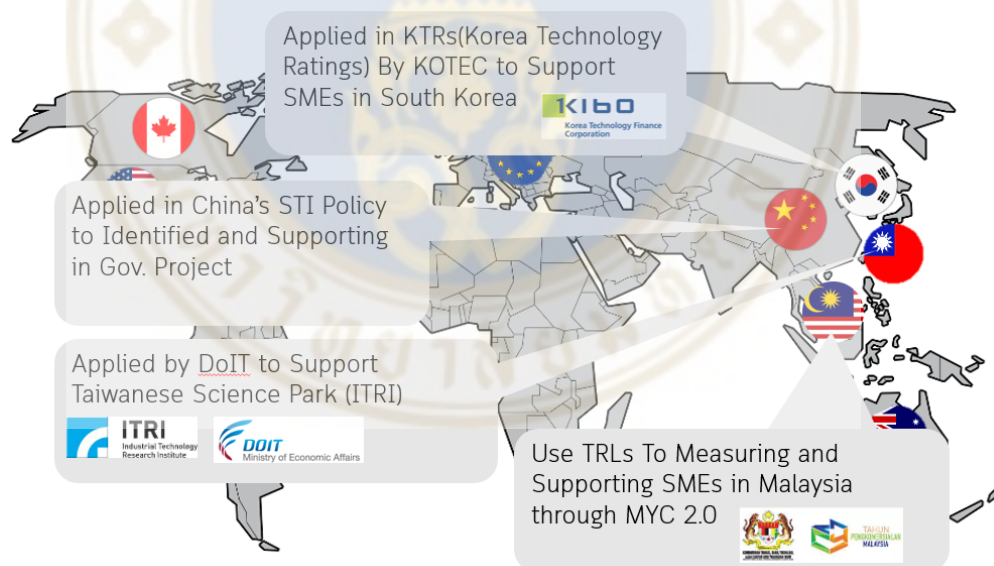 Applied in KTRs(Korea Technology
Ratings) By KOTEC to Support
SMEs in South Korea
KIBO
Korea Technology Finance
Corporation
Applied in China's STI Policy
to Identified and Supporting
in Gov. Project
Applied by DoIT to Support
Taiwanese Science Park (ITRI)
ITRI
Industrial Technology
Research Institute
DOIT
Ministry of Economic Affairs
Use TRLs To Measuring and
Supporting SMEs in Malaysia
through MYC 2.0
TAHUN
PENGKOMERSIALAN
MALAYSIA